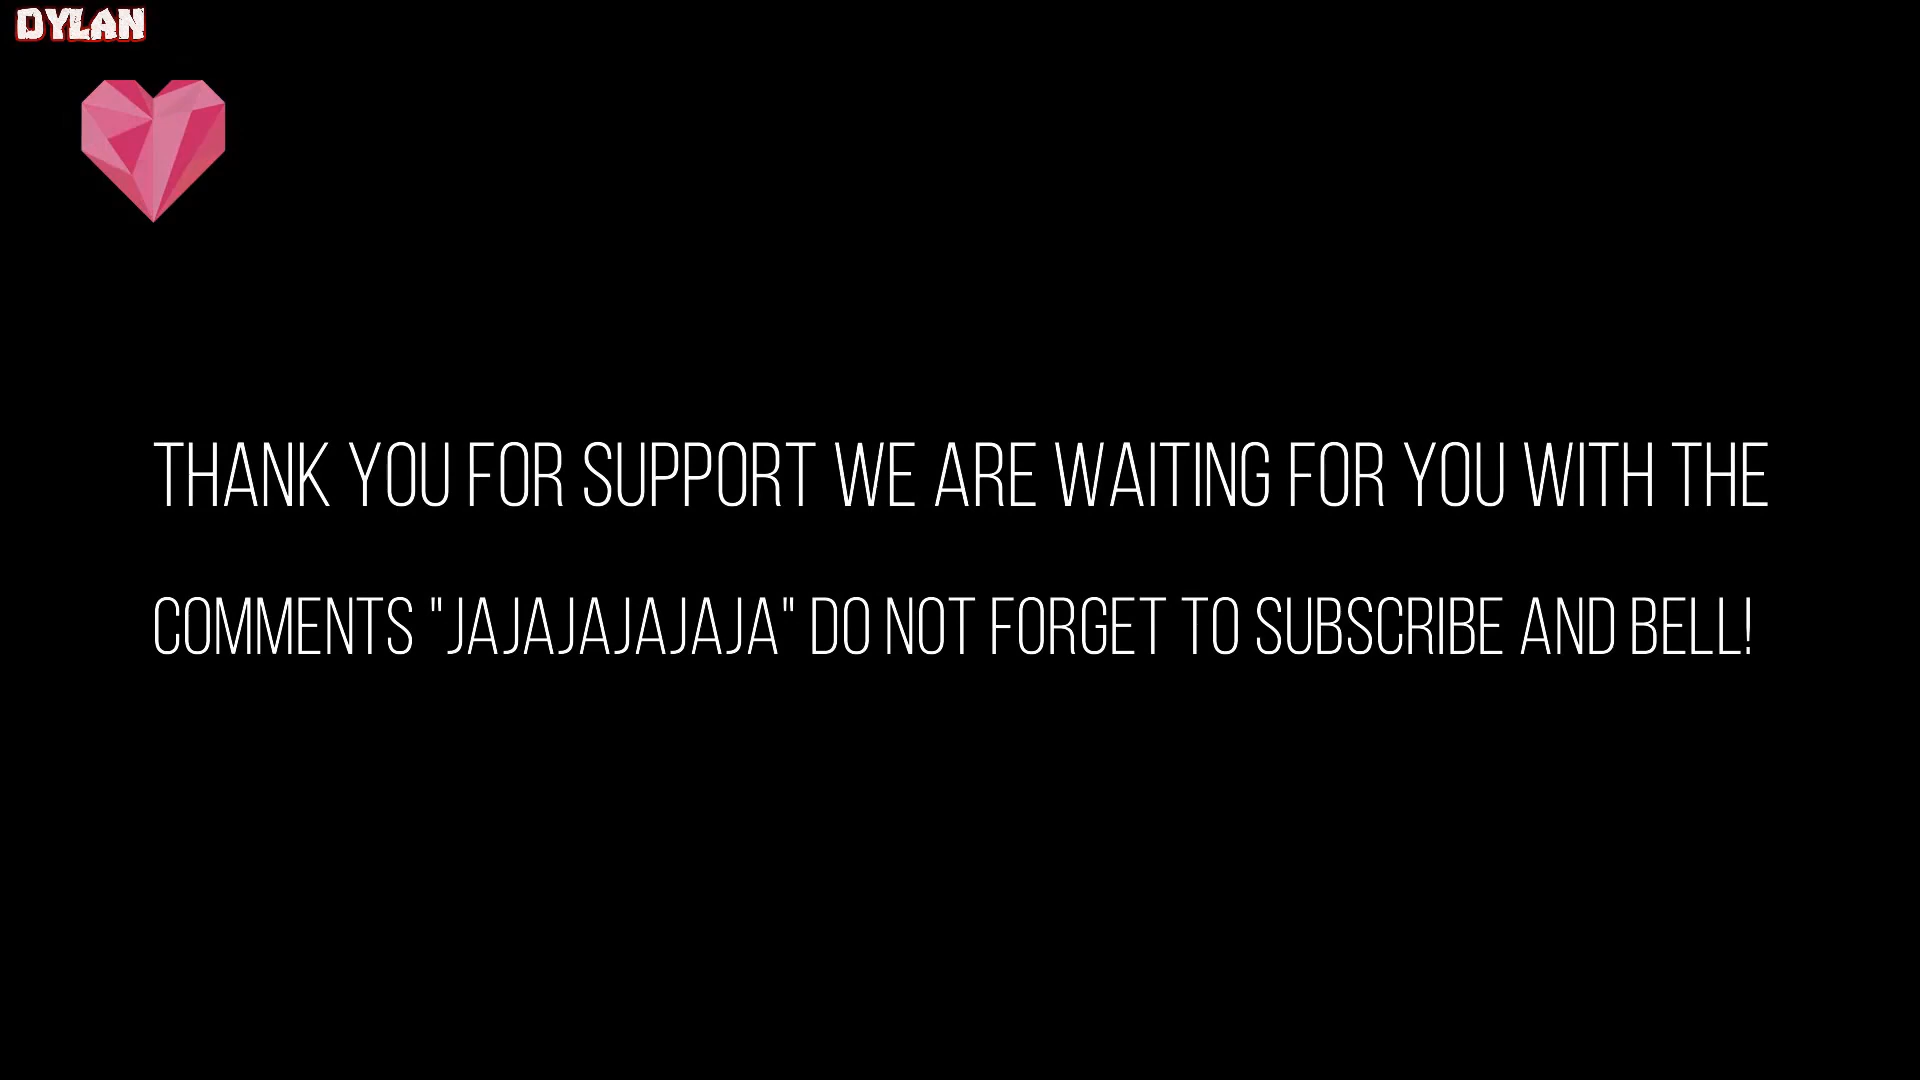 DYLAN
THANK YOU FOR SUPPORT WE ARE WAITING FOR YOU WITH THE
COMMENTS "JAJAJAJAJAJA" DO NOT FORGET TO SUBSCRIBE AND BELL!